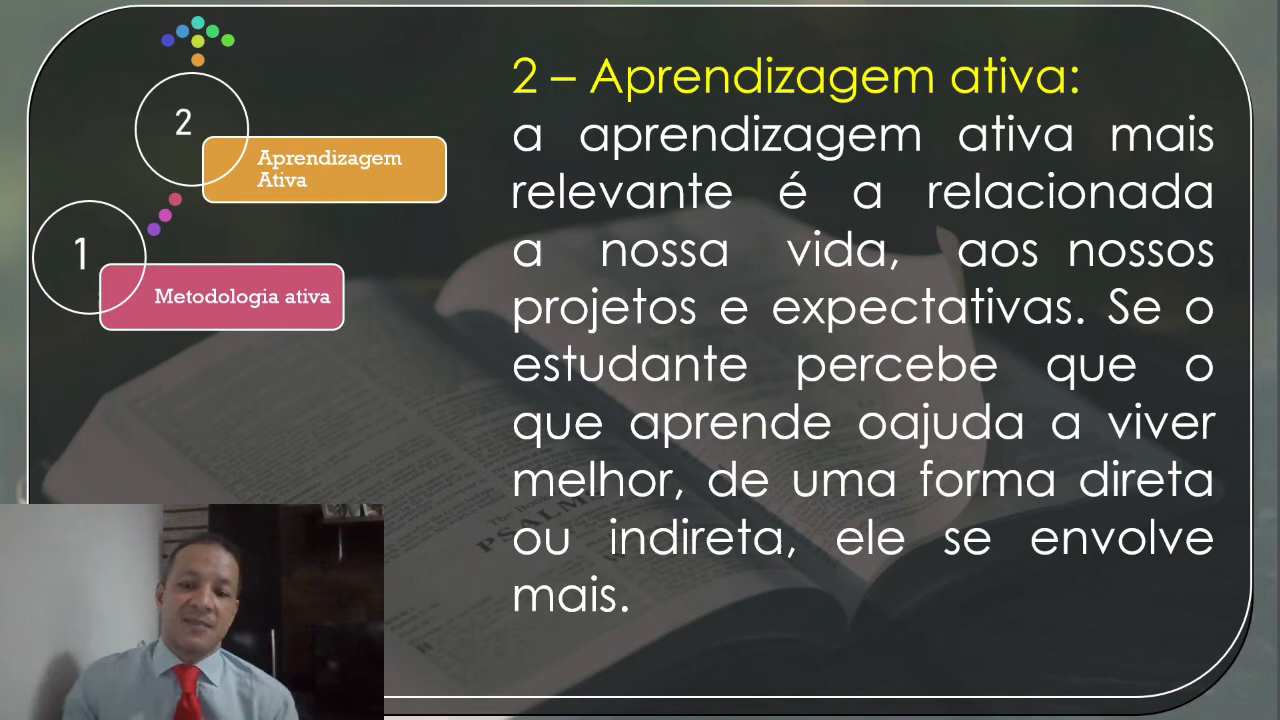 2
Aprendizagem
Ativa
1
Metodologia ativa
2 – Aprendizagem ativa:
a aprendizagem ativa mais
relevante é a relacionada
a nossa vida, aos nossos
projetos e expectativas. Se o
estudante percebe que o
que aprende oajuda a viver
melhor, de uma forma direta
ou indireta, ele se envolve
mais.